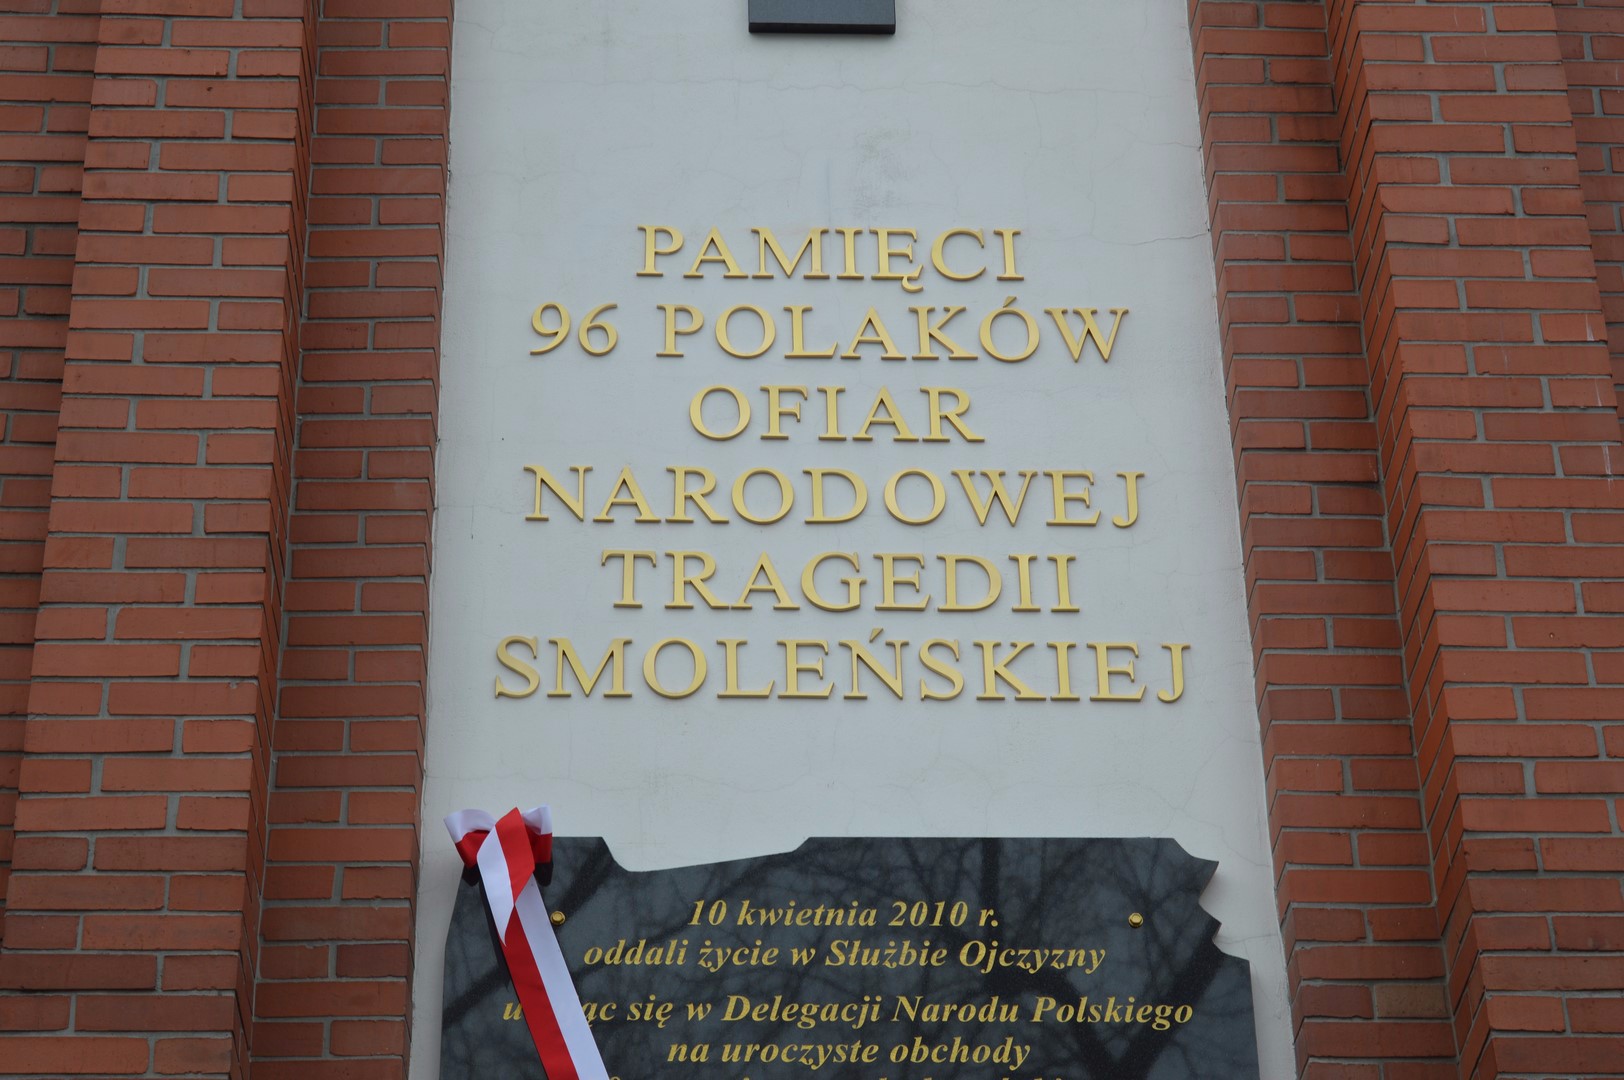 PAMIĘCI
96 POLAKÓW
OFIAR
NARODOWEJ
TRAGEDII
SMOLEŃSKIEJ
10 kwietnia 2010 r.
oddali życie w Służbie Ojczyzny
się w Delegacji Narodu Polskiego
na uroczyste obchody